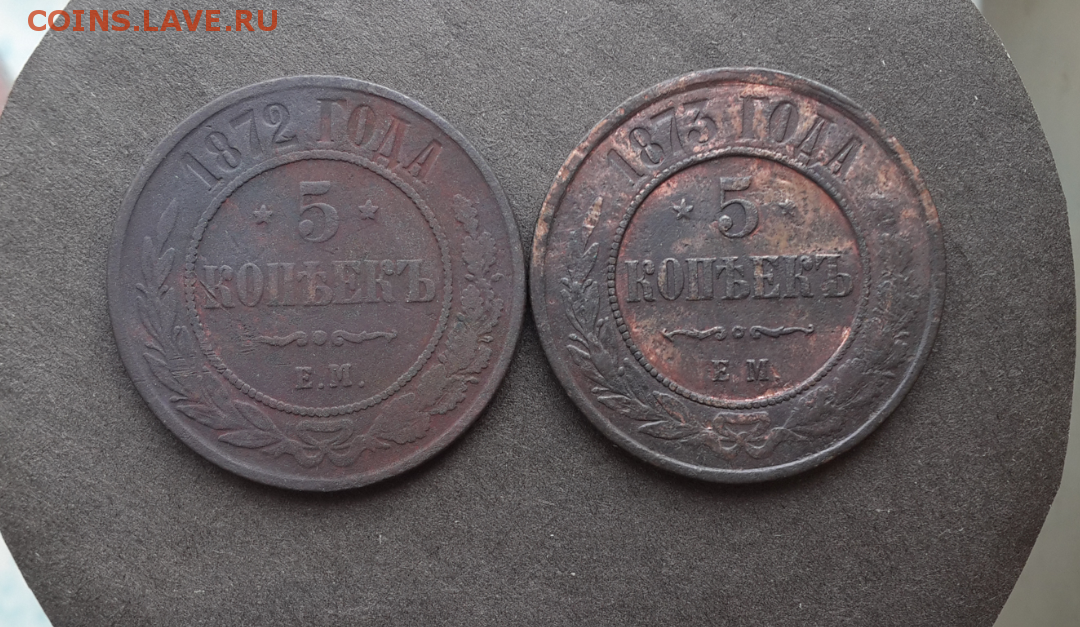 COINS.LAVE.RU
1872 ГОДА
5
КОПѢЕКЪ
Е.М.
1873 ГОДА
5
КОПѢЕКЪ
Е М.